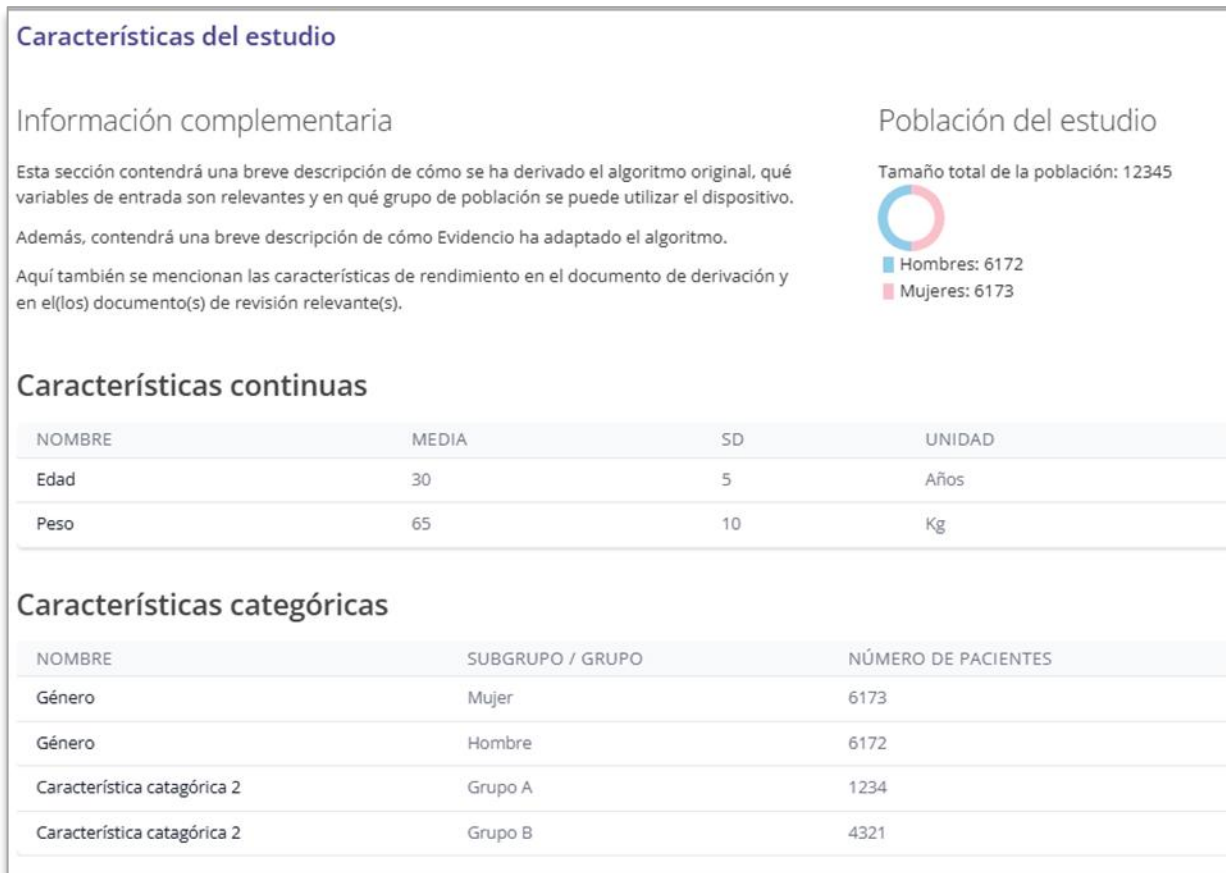 Características del estudio
Información complementaria
Esta sección contendrá una breve descripción de cómo se ha derivado el algoritmo original, qué
variables de entrada son relevantes y en qué grupo de población se puede utilizar el dispositivo.
Además, contendrá una breve descripción de cómo Evidencio ha adaptado el algoritmo.
Aquí también se mencionan las características de rendimiento en el documento de derivación y
en el(los) documento(s) de revisión relevante(s).
Población del estudio
Tamaño total de la población: 12345
Hombres: 6172
Mujeres: 6173
Características continuas
NOMBRE MEDIA SD UNIDAD
Edad 30 5 Años
Peso 65 10 Kg
Características categóricas
NOMBRE SUBGRUPO / GRUPO NÚMERO DE PACIENTES
Género Mujer 6173
Género Hombre 6172
Característica catagórica 2 Grupo A 1234
Característica catagórica 2 Grupo B 4321